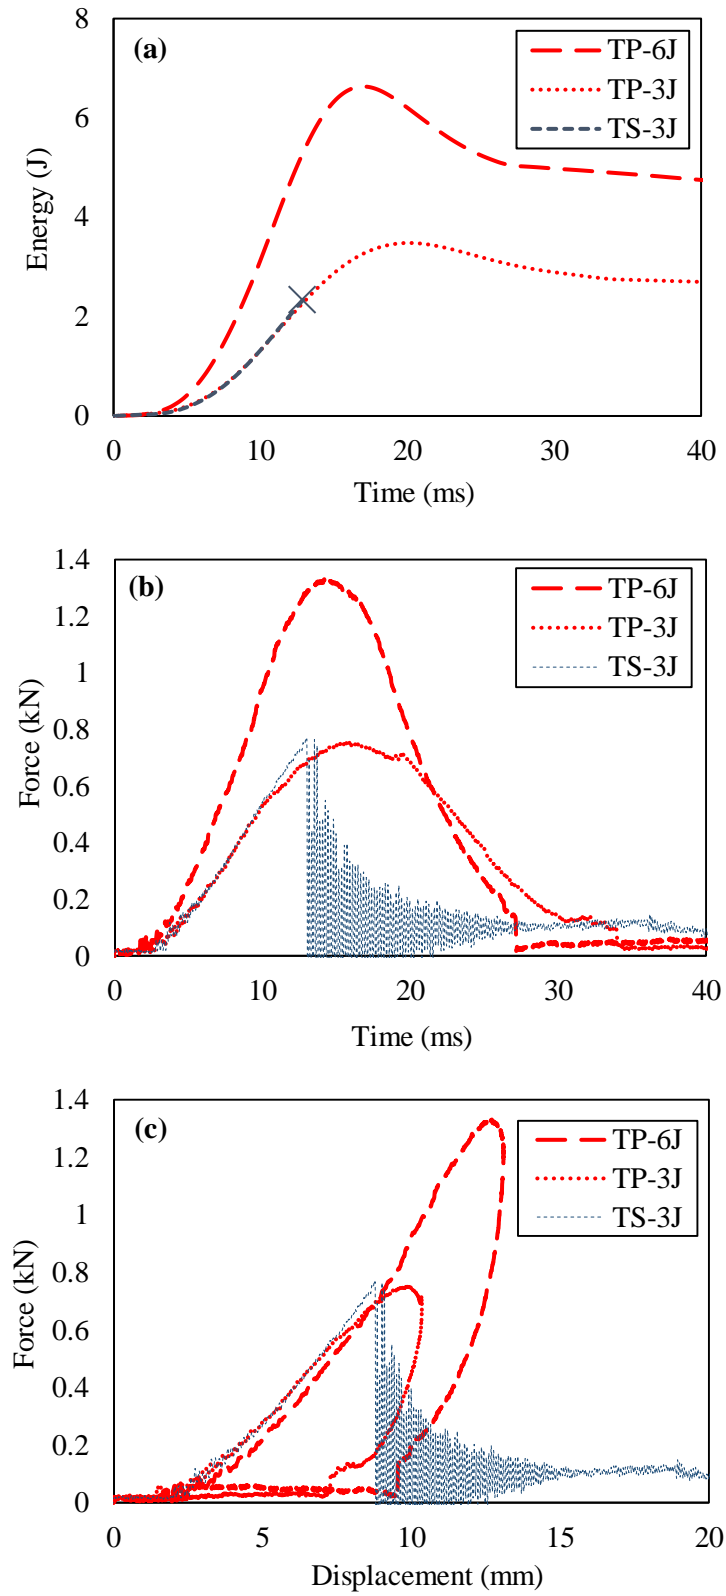 (a)
TP-6J
TP-3J
TS-3J
8
6
4
2
0
Energy (J)
0 10 20 30 40
Time (ms)
(b)
TP-6J
TP-3J
TS-3J
1.4
1.2
1
0.8
0.6
0.4
0.2
0
Force (kN)
0 10 20 30 40
Time (ms)
(c)
TP-6J
TP-3J
TS-3J
1.4
1.2
1
0.8
0.6
0.4
0.2
0
Force (kN)
0 5 10 15 20
Displacement (mm)